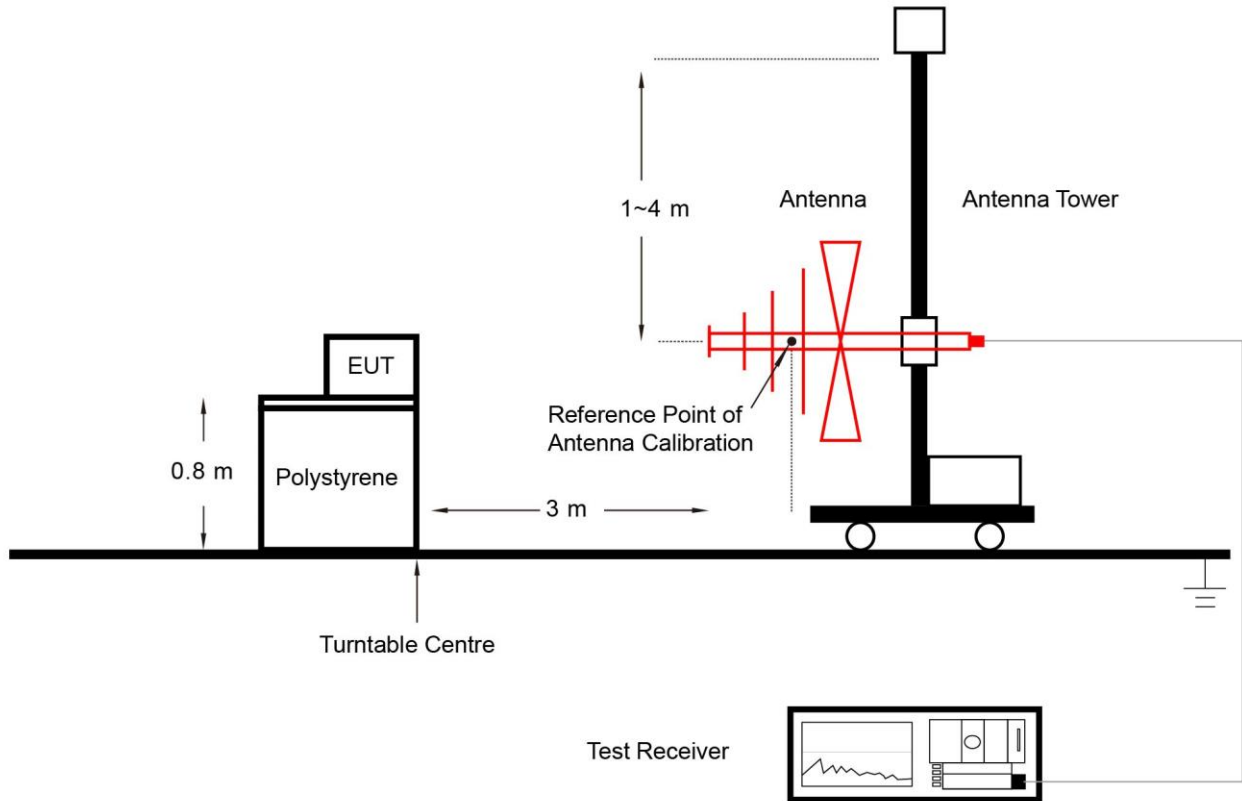 1~4 m
Antenna
Antenna Tower
EUT
Reference Point of
Antenna Calibration
0.8 m
Polystyrene
3 m
Turntable Centre
Test Receiver